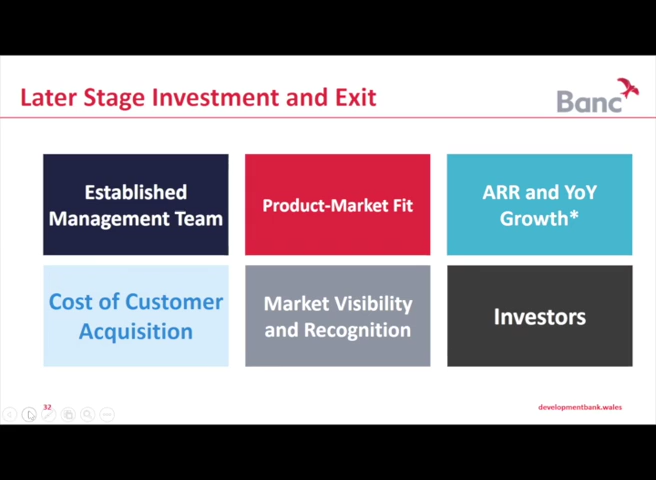 Later Stage Investment and Exit
Banc
Established
Management Team
Product-Market Fit
ARR and YoY
Growth*
Cost of Customer
Acquisition
Market Visibility
and Recognition
Investors
32
developmentbank.wales